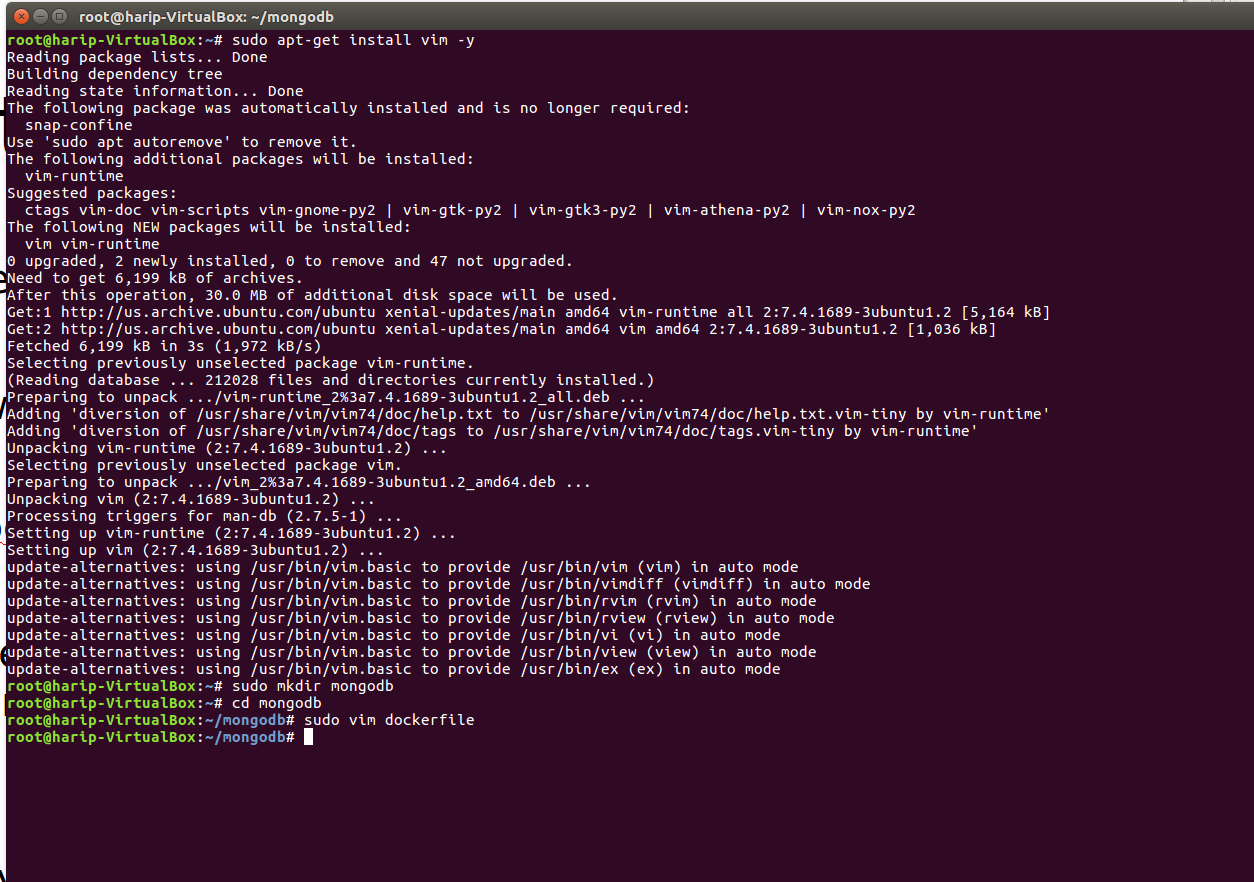 root@harip-VirtualBox: ~/mongodb
root@harip-VirtualBox:~# sudo apt-get install vim -y
Reading package lists... Done
Building dependency tree
Reading state information... Done
The following package was automatically installed and is no longer required:
  snap-confine
Use 'sudo apt autoremove' to remove it.
The following additional packages will be installed:
  vim-runtime
Suggested packages:
  ctags vim-doc vim-scripts vim-gnome-py2 | vim-gtk-py2 | vim-gtk3-py2 | vim-athena-py2 | vim-nox-py2
The following NEW packages will be installed:
  vim vim-runtime
0 upgraded, 2 newly installed, 0 to remove and 47 not upgraded.
Need to get 6,199 kB of archives.
After this operation, 30.0 MB of additional disk space will be used.
Get:1 http://us.archive.ubuntu.com/ubuntu xenial-updates/main amd64 vim-runtime all 2:7.4.1689-3ubuntu1.2 [5,164 kB]
Get:2 http://us.archive.ubuntu.com/ubuntu xenial-updates/main amd64 vim amd64 2:7.4.1689-3ubuntu1.2 [1,036 kB]
Fetched 6,199 kB in 3s (1,972 kB/s)
Selecting previously unselected package vim-runtime.
(Reading database ... 212028 files and directories currently installed.)
Preparing to unpack .../vim-runtime_2%3a7.4.1689-3ubuntu1.2_all.deb ...
Adding 'diversion of /usr/share/vim/vim74/doc/help.txt to /usr/share/vim/vim74/doc/help.txt.vim-tiny by vim-runtime'
Adding 'diversion of /usr/share/vim/vim74/doc/tags to /usr/share/vim/vim74/doc/tags.vim-tiny by vim-runtime'
Unpacking vim-runtime (2:7.4.1689-3ubuntu1.2) ...
Selecting previously unselected package vim.
Preparing to unpack .../vim_2%3a7.4.1689-3ubuntu1.2_amd64.deb ...
Unpacking vim (2:7.4.1689-3ubuntu1.2) ...
Processing triggers for man-db (2.7.5-1) ...
Setting up vim-runtime (2:7.4.1689-3ubuntu1.2) ...
Setting up vim (2:7.4.1689-3ubuntu1.2) ...
update-alternatives: using /usr/bin/vim.basic to provide /usr/bin/vim (vim) in auto mode
update-alternatives: using /usr/bin/vim.basic to provide /usr/bin/vimdiff (vimdiff) in auto mode
update-alternatives: using /usr/bin/vim.basic to provide /usr/bin/rvim (rvim) in auto mode
update-alternatives: using /usr/bin/vim.basic to provide /usr/bin/rview (rview) in auto mode
update-alternatives: using /usr/bin/vim.basic to provide /usr/bin/vi (vi) in auto mode
update-alternatives: using /usr/bin/vim.basic to provide /usr/bin/view (view) in auto mode
update-alternatives: using /usr/bin/vim.basic to provide /usr/bin/ex (ex) in auto mode
root@harip-VirtualBox:~# sudo mkdir mongodb
root@harip-VirtualBox:~# cd mongodb
root@harip-VirtualBox:~/mongodb# sudo vim dockerfile
root@harip-VirtualBox:~/mongodb#